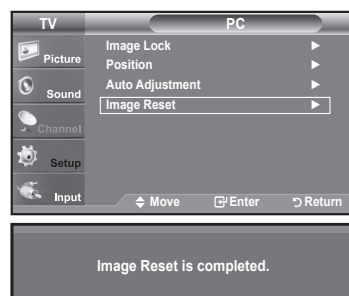 TV
PC
Picture
Sound
Channel
Setup
Input
Image Lock
Position
Auto Adjustment
Image Reset
Move Enter Return
Image Reset is completed.